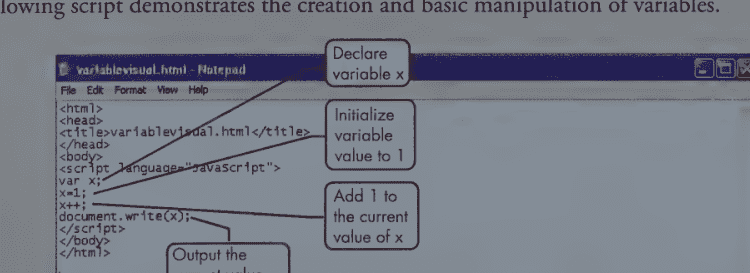 lowing script demonstrates the creation and basic manipulation of variables.
variablevisual.html - Notepad
File Edit Format View Help
<html>
<head>
<title>variablevisual.html</title>
</head>
<body>
<script language="JavaScript">
var x;
x=1;
x++;
document.write(x);
</script>
</body>
</html>
Declare
variable x
Initialize
variable
value to 1
Add 1 to
the current
value of x
Output the